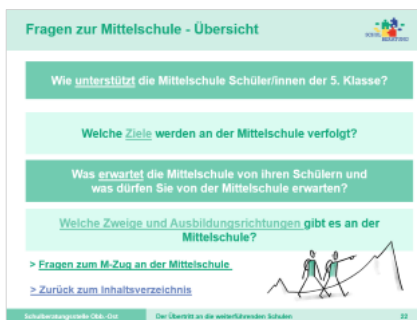 Fragen zur Mittelschule - Übersicht
Wie unterstützt die Mittelschule Schüler/innen der 5. Klasse?
Welche Ziele werden an der Mittelschule verfolgt?
Was erwartet die Mittelschule von ihren Schülern und
was dürfen Sie von der Mittelschule erwarten?
Welche Zweige und Ausbildungsrichtungen gibt es an der
Mittelschule?
> Fragen zum M-Zug an der Mittelschule
> Zurück zum Inhaltsverzeichnis
Schulberatungsstelle Obb.-Ost Der Übertritt an die weiterführenden Schulen 22